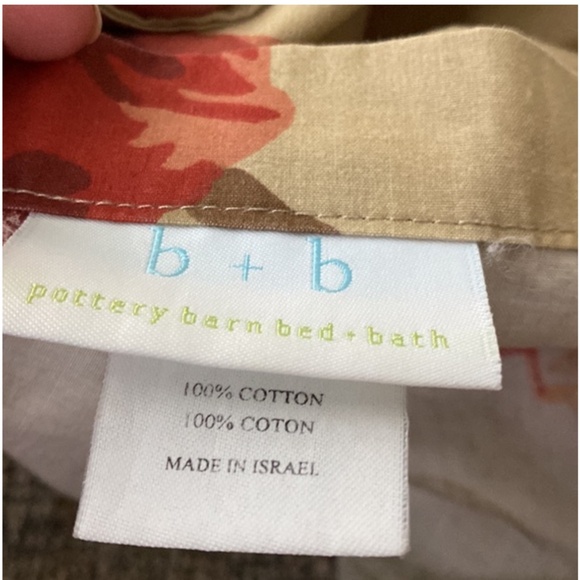 b + b
pottery barn bed + bath
100% COTTON
100% COTON
MADE IN ISRAEL